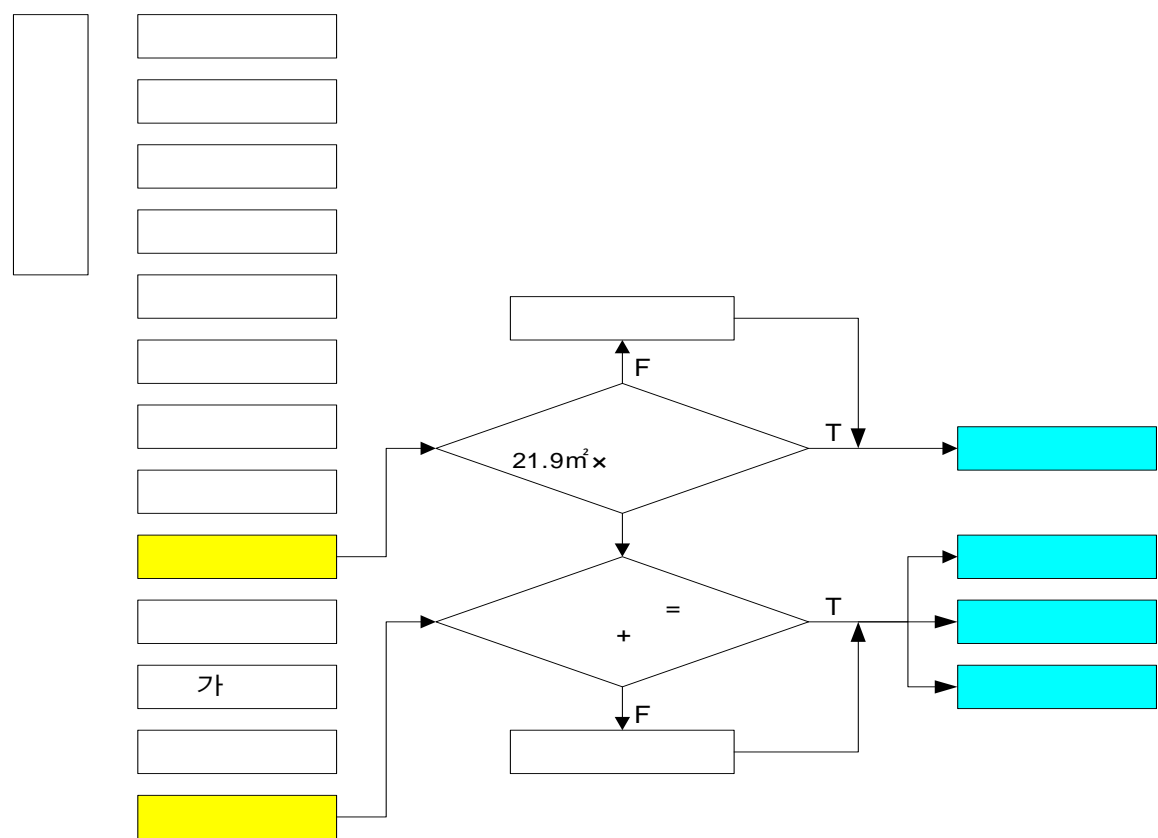 F
T
21.9㎡×
=
T
+
가
F